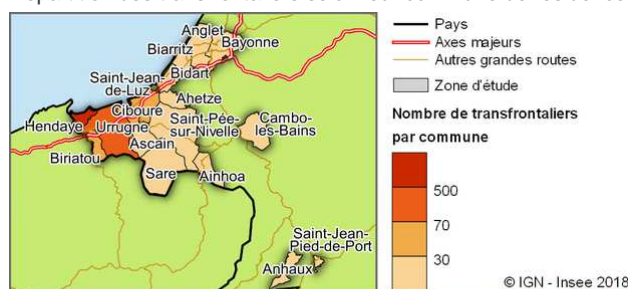 Anglet
Biarritz
Bayonne
Bidart
Saint-Jean-
de-Luz
Ahetze
Ciboure
Hendaye
Urrugne
Saint-Pée-
sur-Nivelle
Cambo-
les-Bains
Ascain
Biriatou
Sare
Ainhoa
Saint-Jean-
Pied-de-Port
Anhaux
Pays
Axes majeurs
Autres grandes routes
Zone d'étude
Nombre de transfrontaliers
par commune
500
70
30
© IGN - Insee 2018